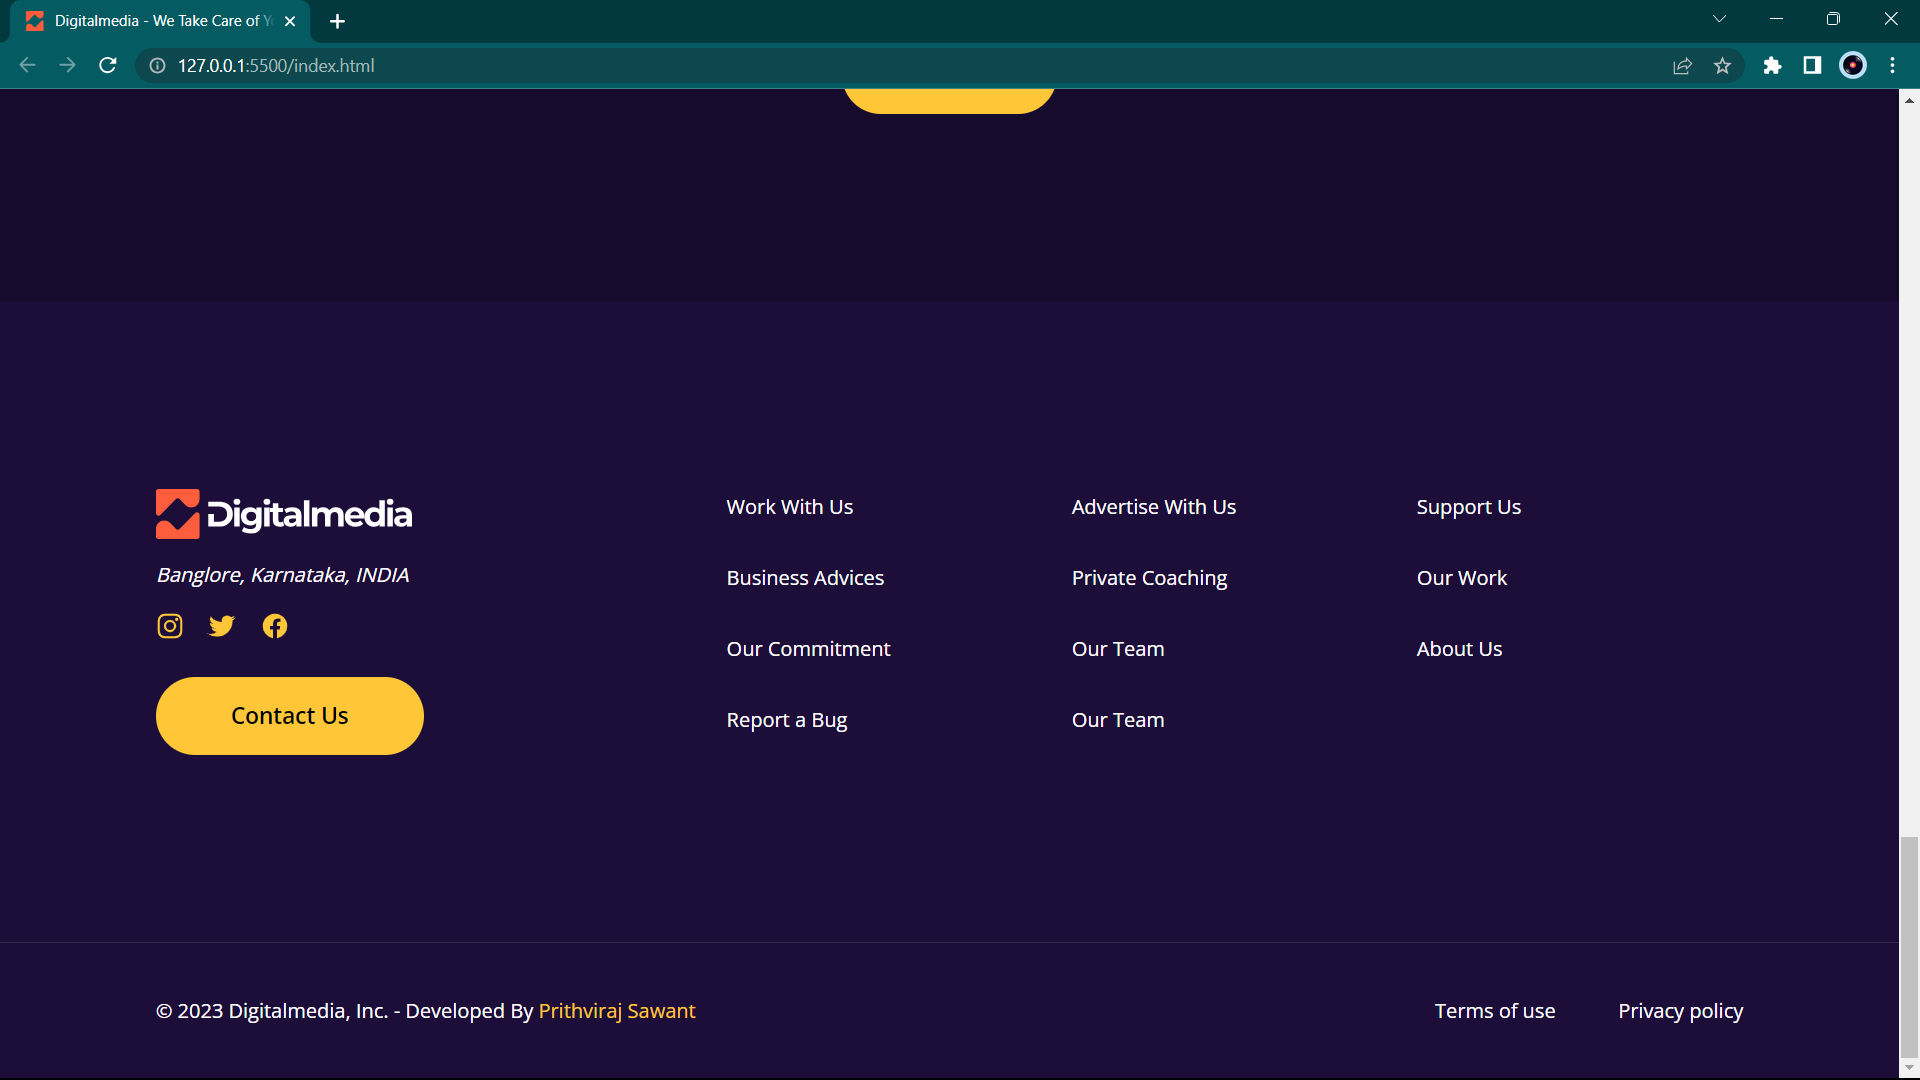 Digitalmedia - We Take Care of Y
127.0.0.1:5500/index.html
Digitalmedia
Banglore, Karnataka, INDIA
Contact Us
Work With Us
Business Advices
Our Commitment
Report a Bug
Advertise With Us
Private Coaching
Our Team
Our Team
Support Us
Our Work
About Us
© 2023 Digitalmedia, Inc. - Developed By Prithviraj Sawant
Terms of use
Privacy policy